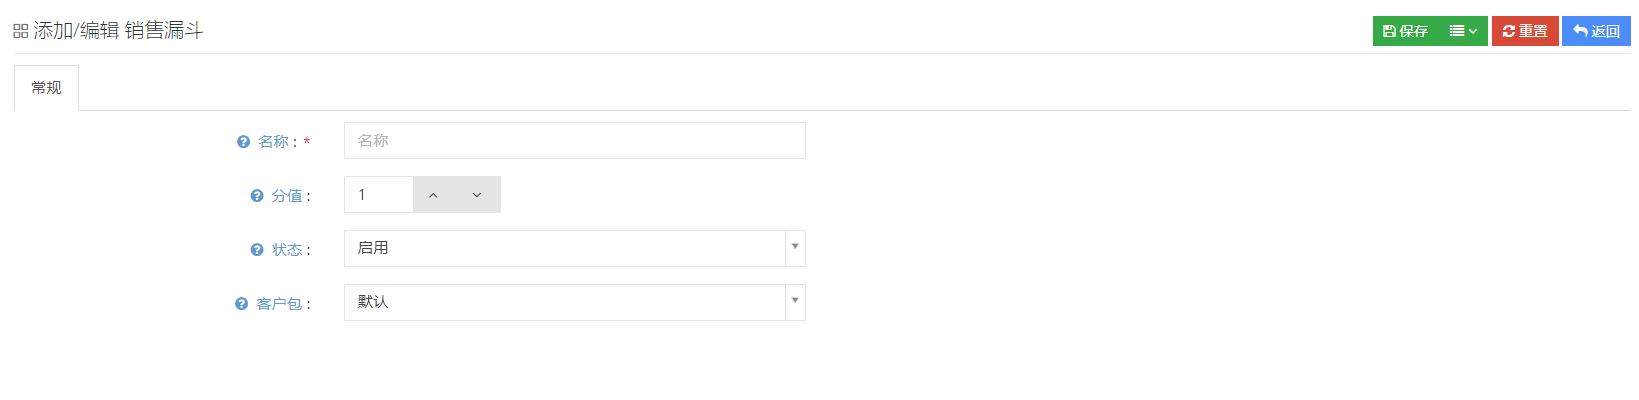 添加/编辑 销售漏斗
保存 重置 返回
常规
名称 : * 名称
分值 : 1
状态 : 启用
客户包 : 默认